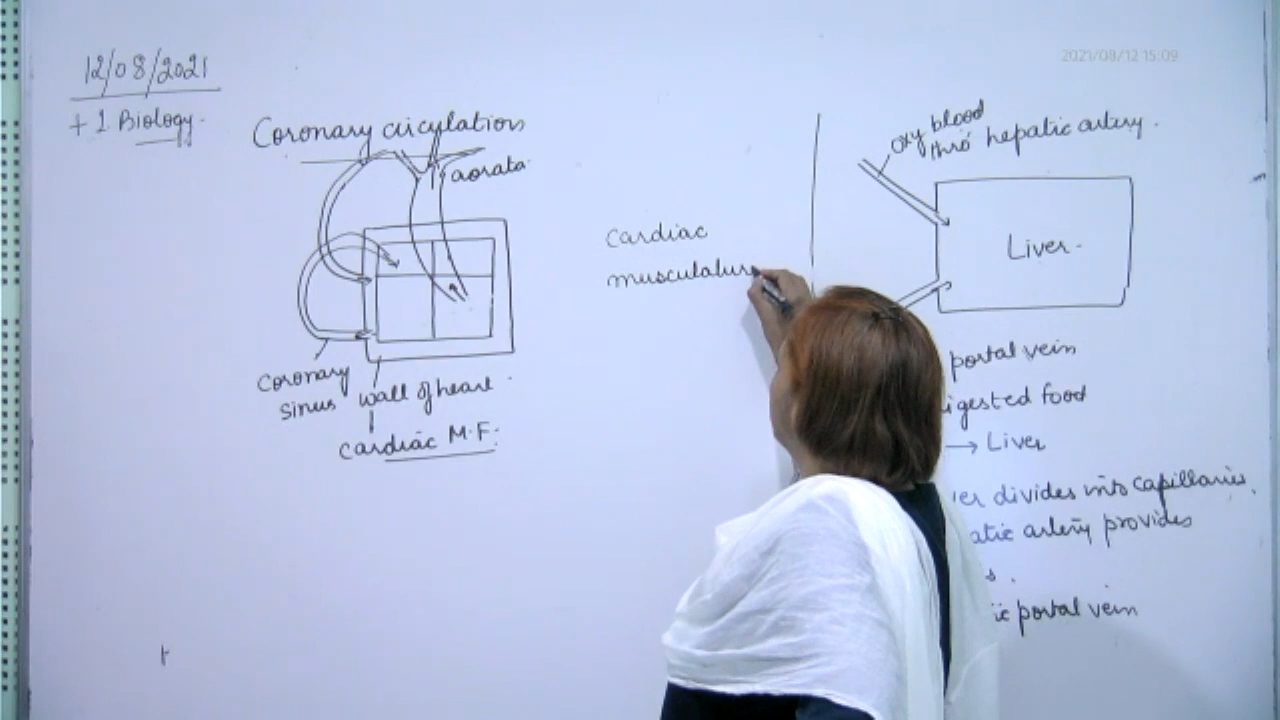 12/08/2021
+ 1 Biology.
Coronary circulation
aorata
Coronary
sinus
wall of heart.
cardiac M.F.
cardiac
musculature
2021/08/12 15:09
oxy blood
thro' hepatic artery.
Liver.
portal vein
igested food
→ Liver
er divides into capillaries.
atic artery provides
s.
ic portal vein